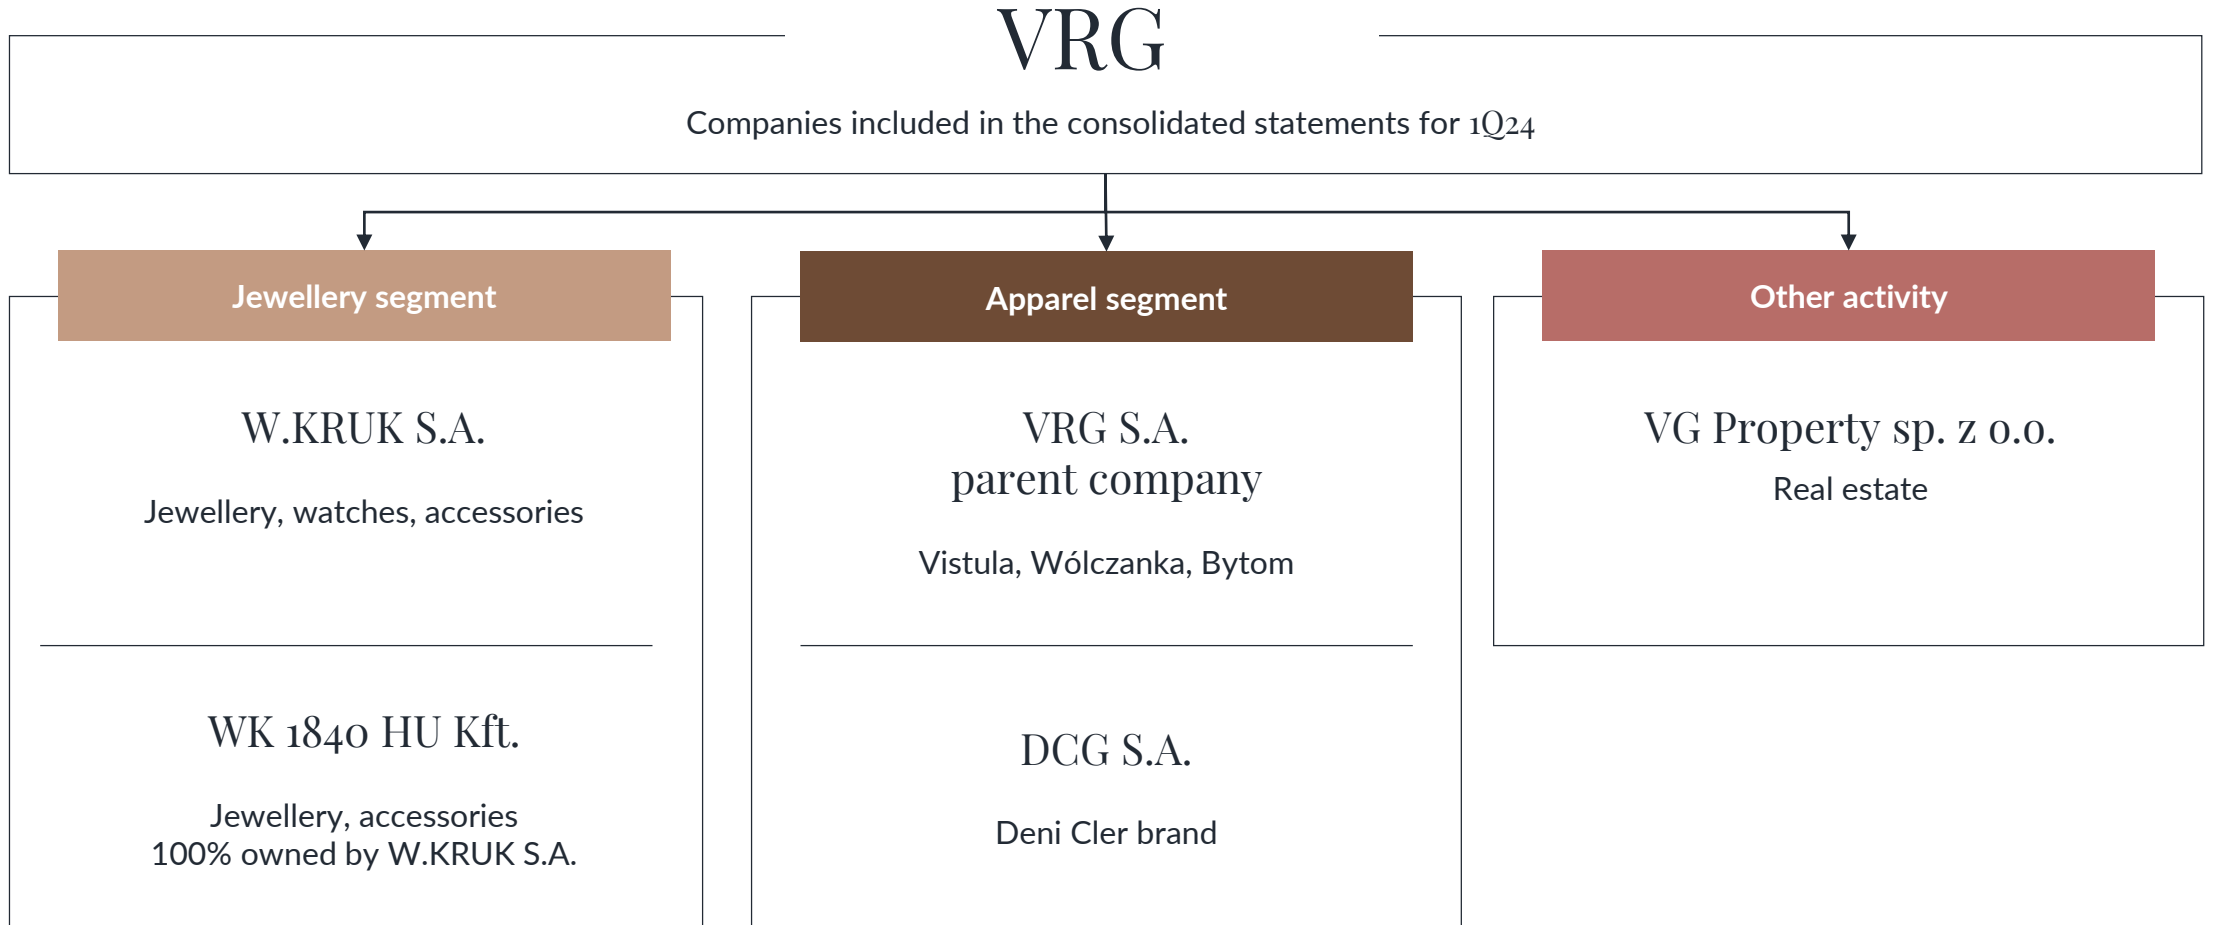 VRG
Companies included in the consolidated statements for 1Q24
Jewellery segment
W.KRUK S.A.
Jewellery, watches, accessories
WK 1840 HU Kft.
Jewellery, accessories
100% owned by W.KRUK S.A.
Apparel segment
VRG S.A.
parent company
Vistula, Wólczanka, Bytom
DCG S.A.
Deni Cler brand
Other activity
VG Property sp. z o.o.
Real estate